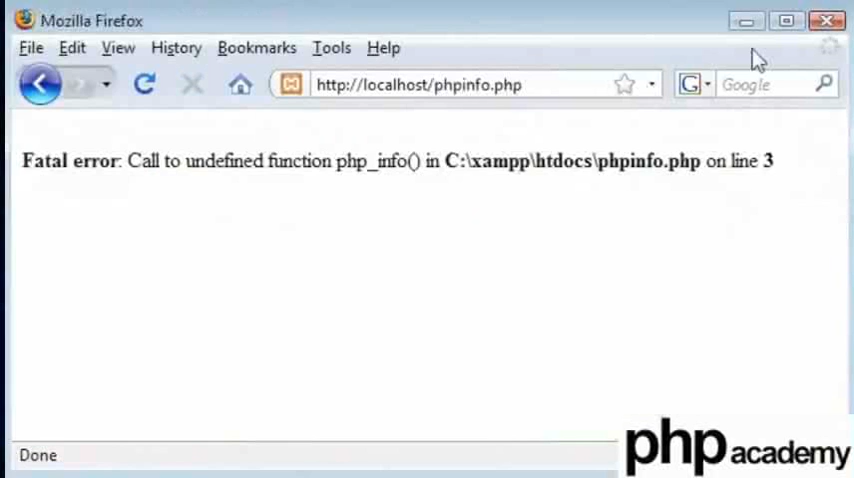 Mozilla Firefox
File Edit View History Bookmarks Tools Help
http://localhost/phpinfo.php G Google
Fatal error: Call to undefined function php_info() in C:\xampp\htdocs\phpinfo.php on line 3
Done
php academy